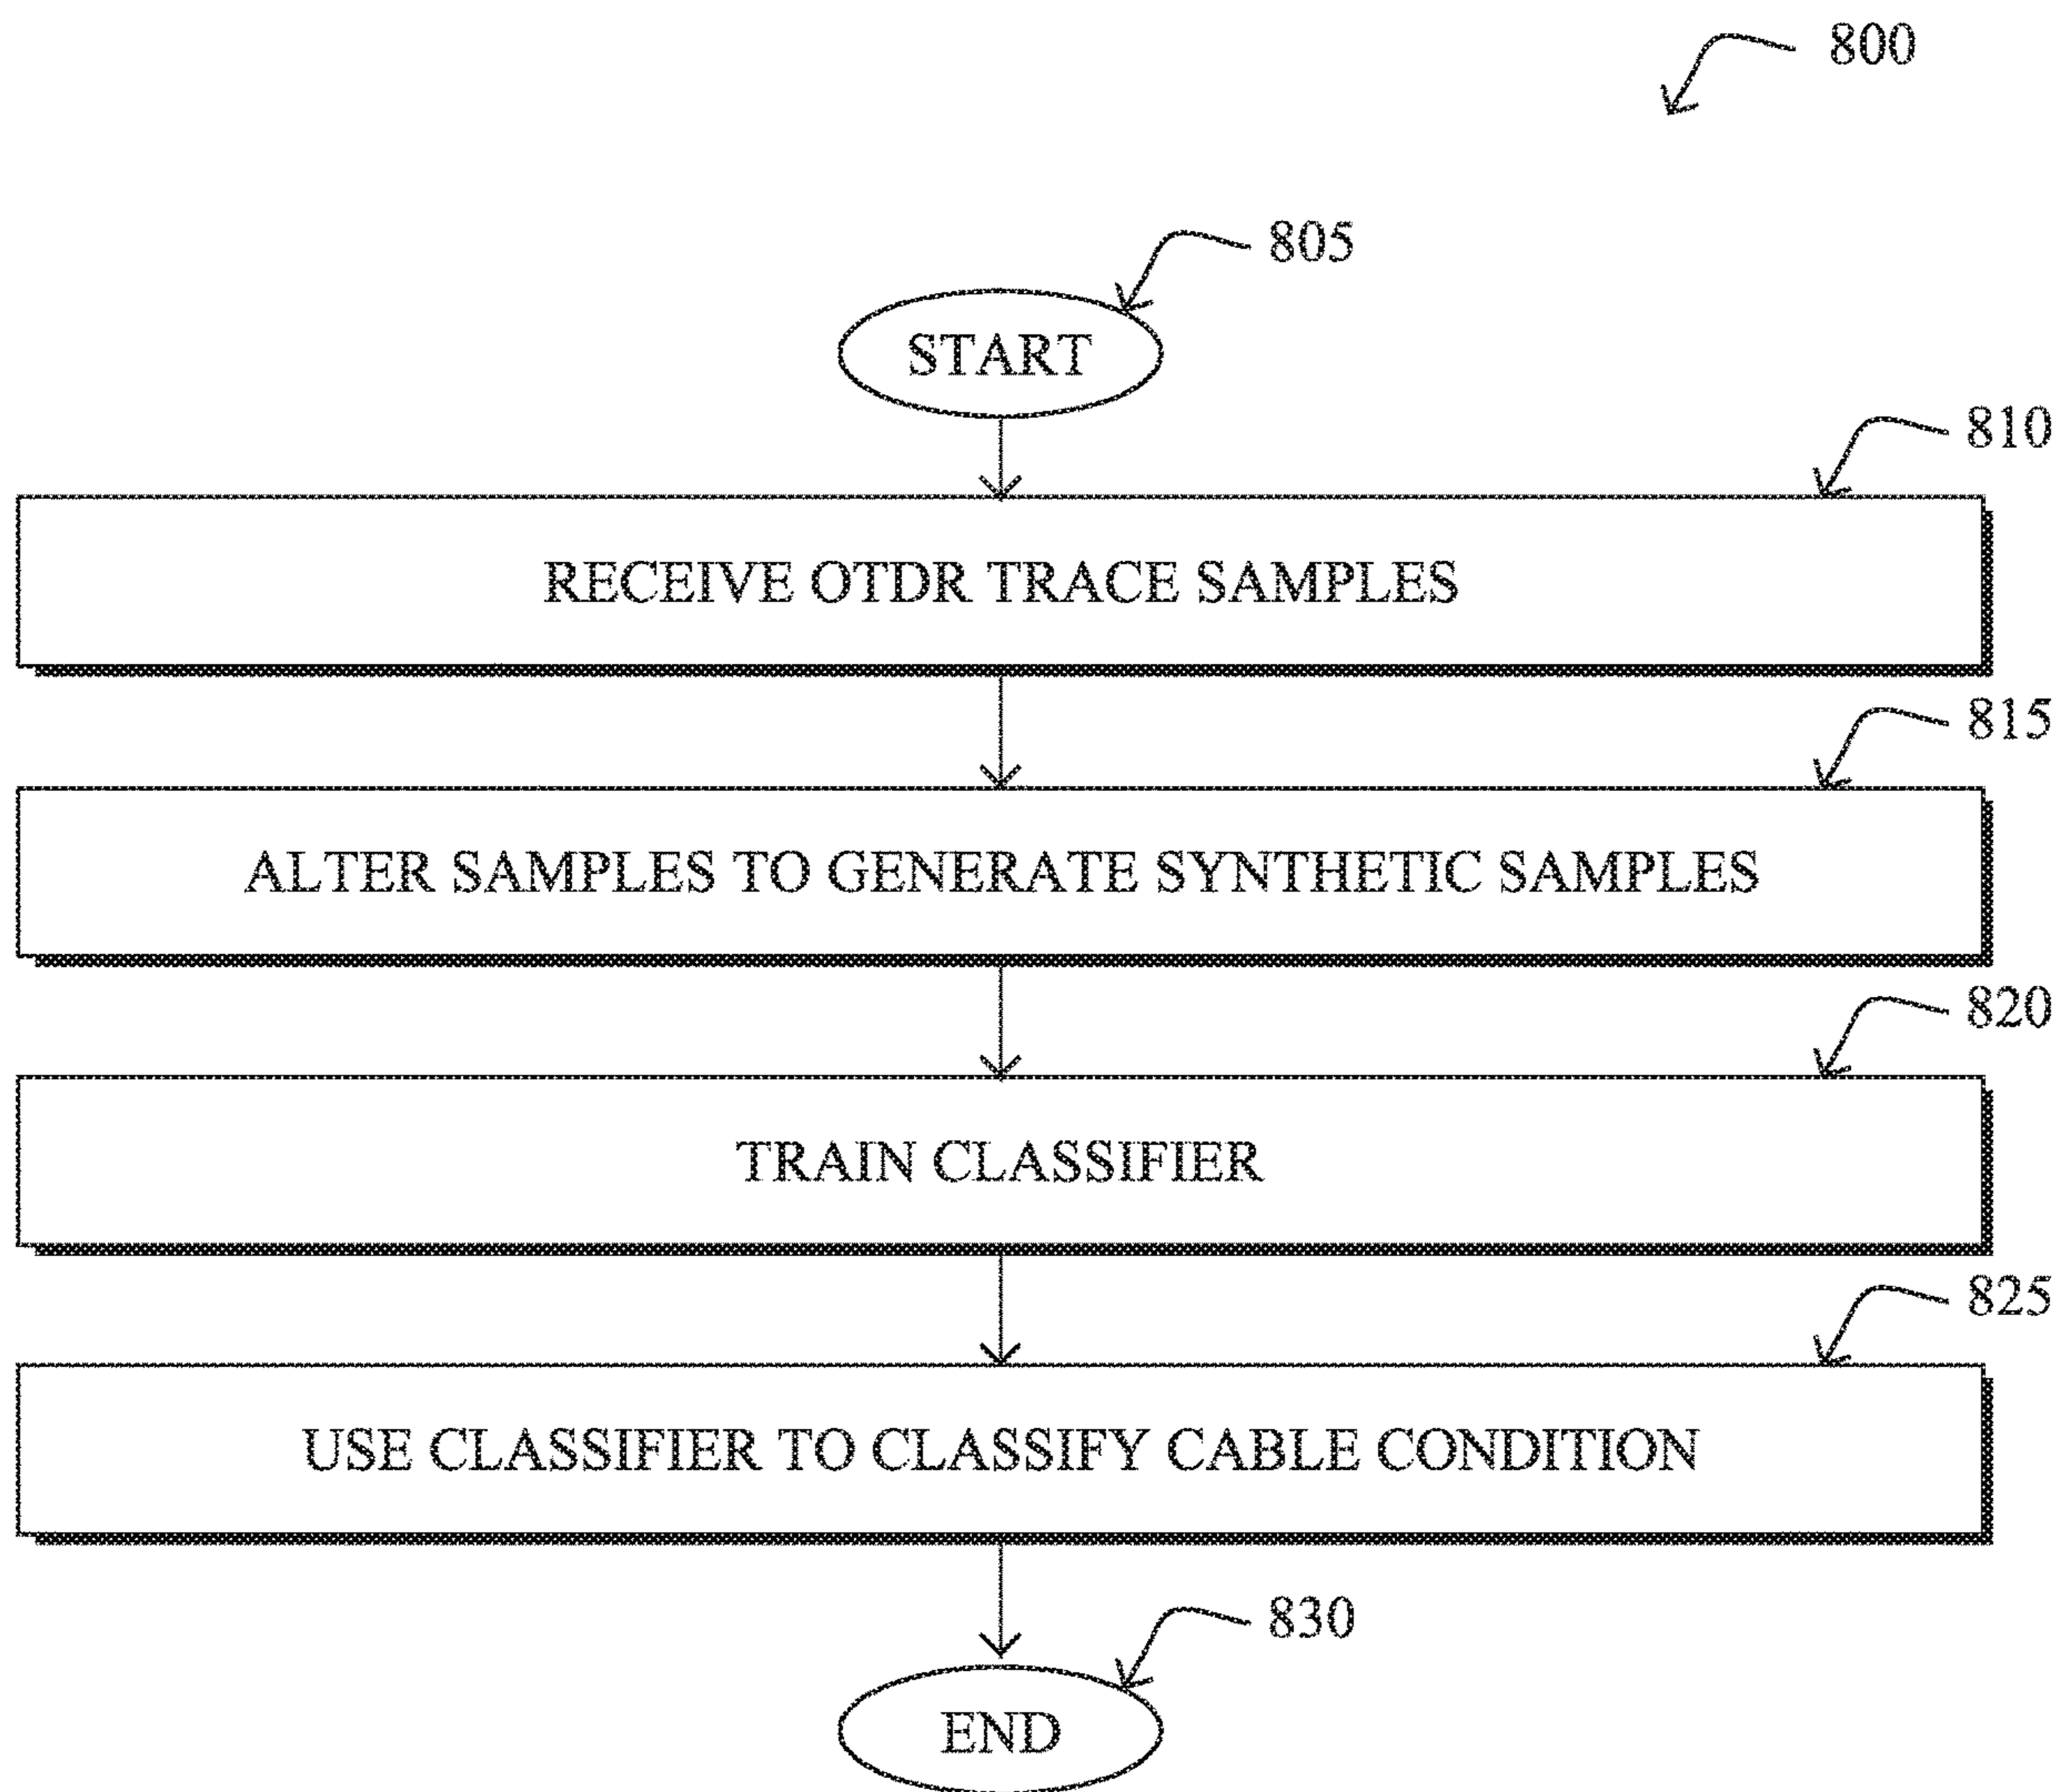 800
805
START
810
RECEIVE OTDR TRACE SAMPLES
815
ALTER SAMPLES TO GENERATE SYNTHETIC SAMPLES
820
TRAIN CLASSIFIER
825
USE CLASSIFIER TO CLASSIFY CABLE CONDITION
830
END